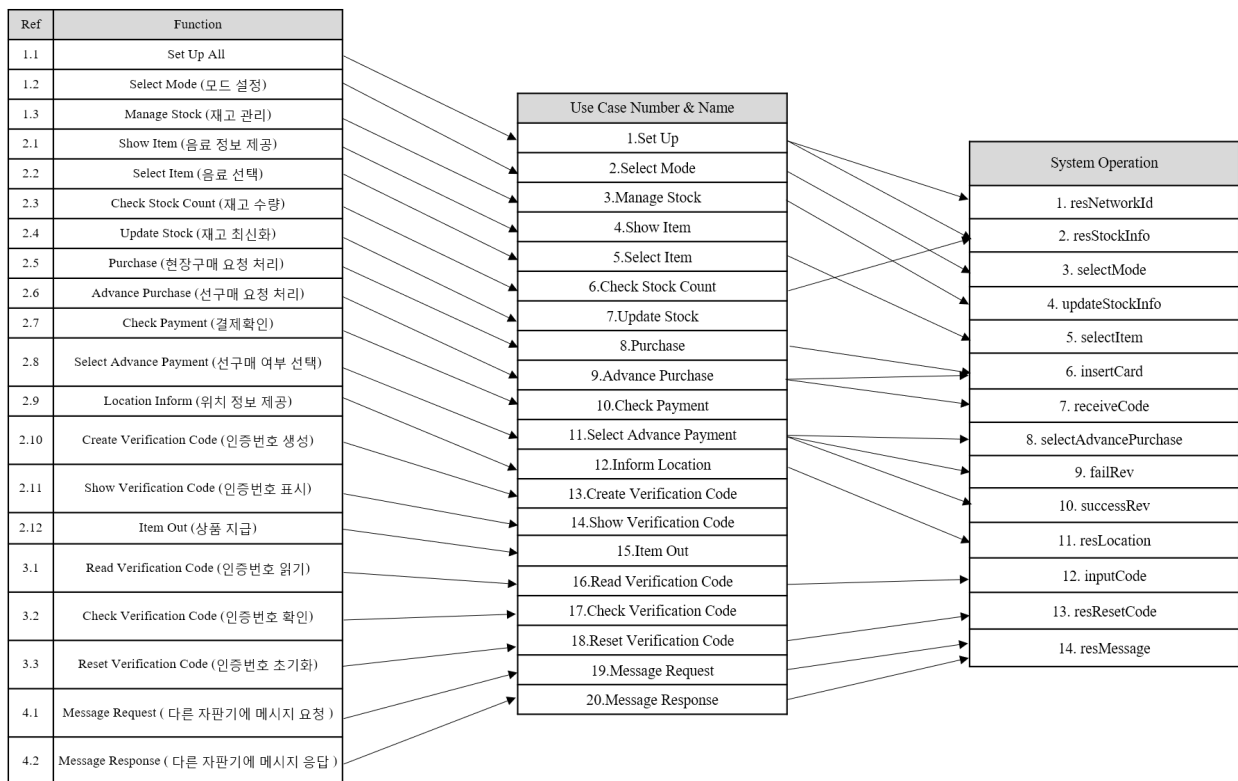 Ref Function
1.1 Set Up All
1.2 Select Mode (모드 설정)
1.3 Manage Stock (재고 관리)
2.1 Show Item (음료 정보 제공)
2.2 Select Item (음료 선택)
2.3 Check Stock Count (재고 수량)
2.4 Update Stock (재고 최신화)
2.5 Purchase (현장구매 요청 처리)
2.6 Advance Purchase (선구매 요청 처리)
2.7 Check Payment (결제확인)
2.8 Select Advance Payment (선구매 여부 선택)
2.9 Location Inform (위치 정보 제공)
2.10 Create Verification Code (인증번호 생성)
2.11 Show Verification Code (인증번호 표시)
2.12 Item Out (상품 지급)
3.1 Read Verification Code (인증번호 읽기)
3.2 Check Verification Code (인증번호 확인)
3.3 Reset Verification Code (인증번호 초기화)
4.1 Message Request ( 다른 자판기에 메시지 요청 )
4.2 Message Response ( 다른 자판기에 메시지 응답 )
Use Case Number & Name
1.Set Up
2.Select Mode
3.Manage Stock
4.Show Item
5.Select Item
6.Check Stock Count
7.Update Stock
8.Purchase
9.Advance Purchase
10.Check Payment
11.Select Advance Payment
12.Inform Location
13.Create Verification Code
14.Show Verification Code
15.Item Out
16.Read Verification Code
17.Check Verification Code
18.Reset Verification Code
19.Message Request
20.Message Response
System Operation
1. resNetworkId
2. resStockInfo
3. selectMode
4. updateStockInfo
5. selectItem
6. insertCard
7. receiveCode
8. selectAdvancePurchase
9. failRev
10. successRev
11. resLocation
12. inputCode
13. resResetCode
14. resMessage